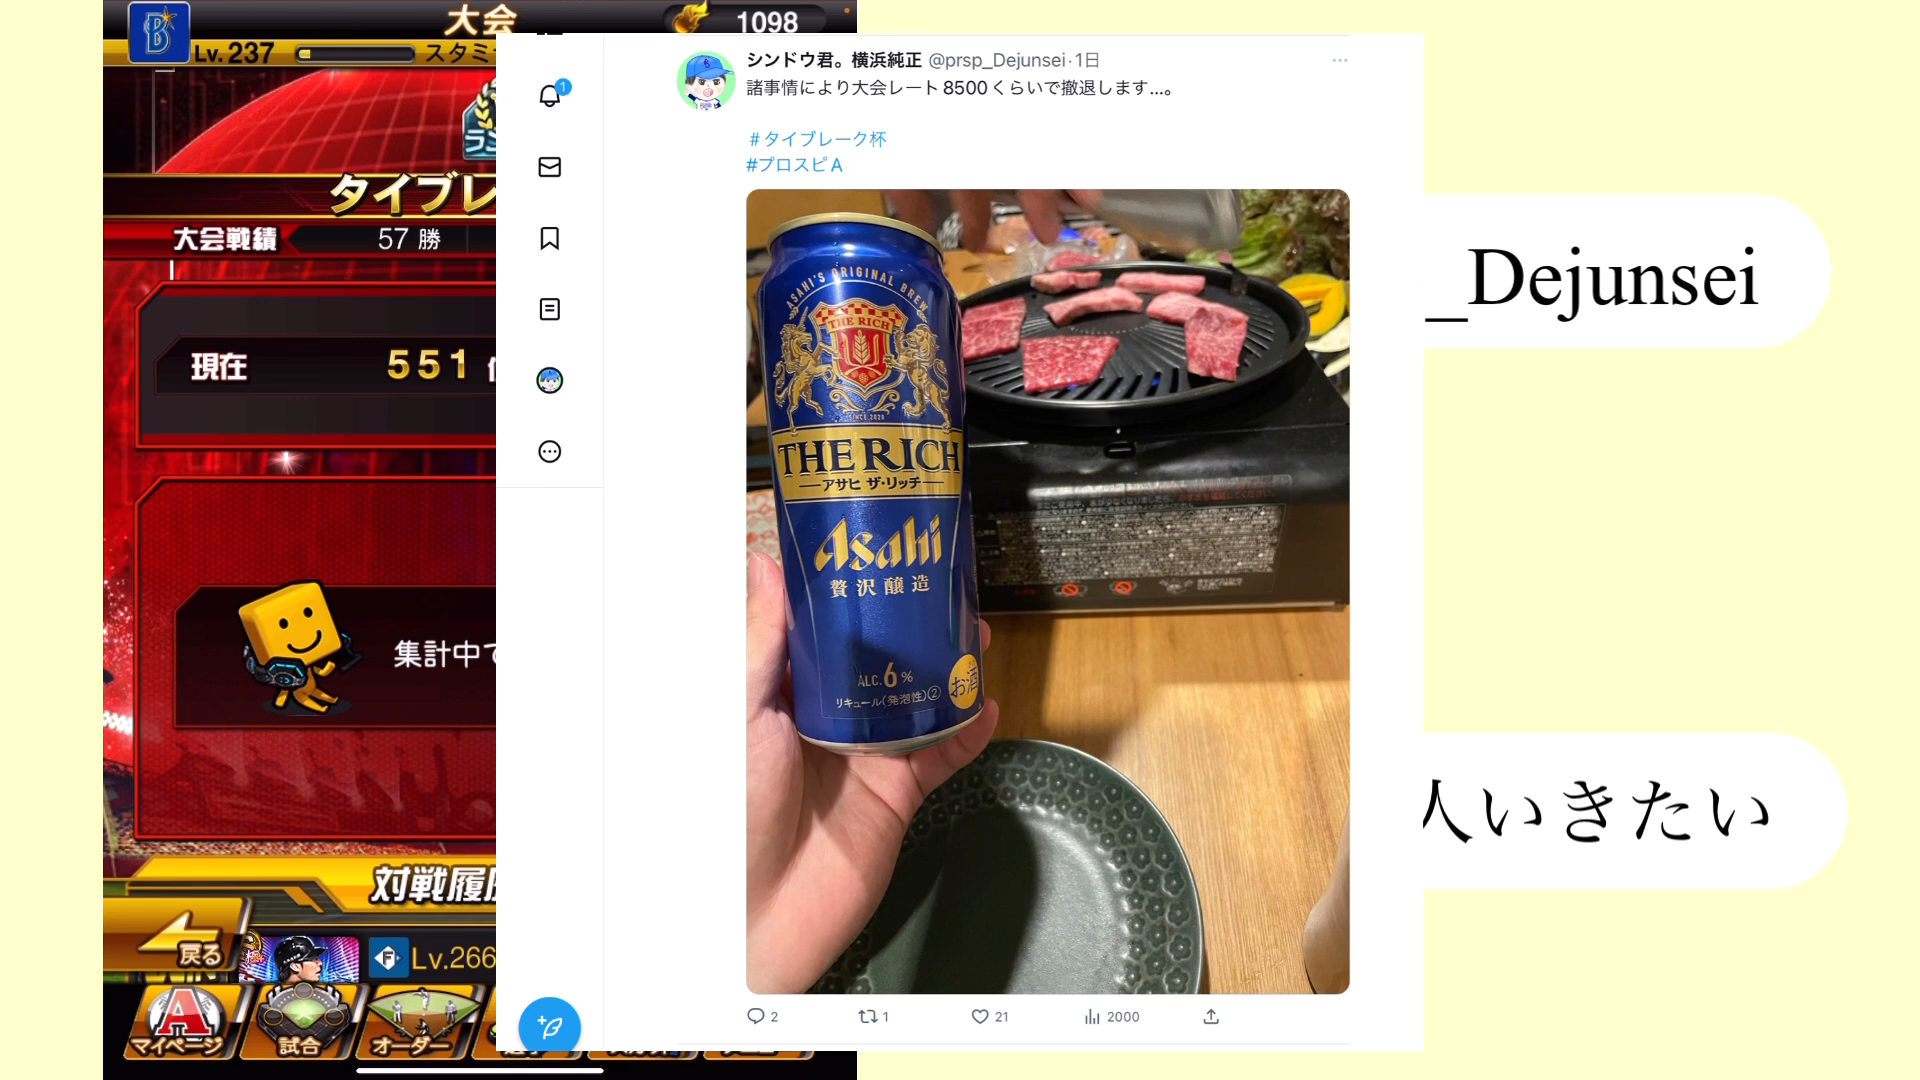 大会
1098
Lv.237
スタミ
タイブレ
大会戦績
57 勝
現在
551
集計中
対戦履
戻る
Lv.266
マイページ
試合
オーダー
1
シンドウ君。横浜純正 @prsp_Dejunsei·1日
諸事情により大会レート8500くらいで撤退します…。
#タイブレーク杯
#プロスピA
ASAHI'S ORIGINAL BREW
THE RICH
SINCE 2020
THE RICH
アサヒ ザ・リッチ
Asahi
贅沢醸造
ALC.6%
リキュール(発泡性)②
お酒
2
1
21
2000
_Dejunsei
人いきたい